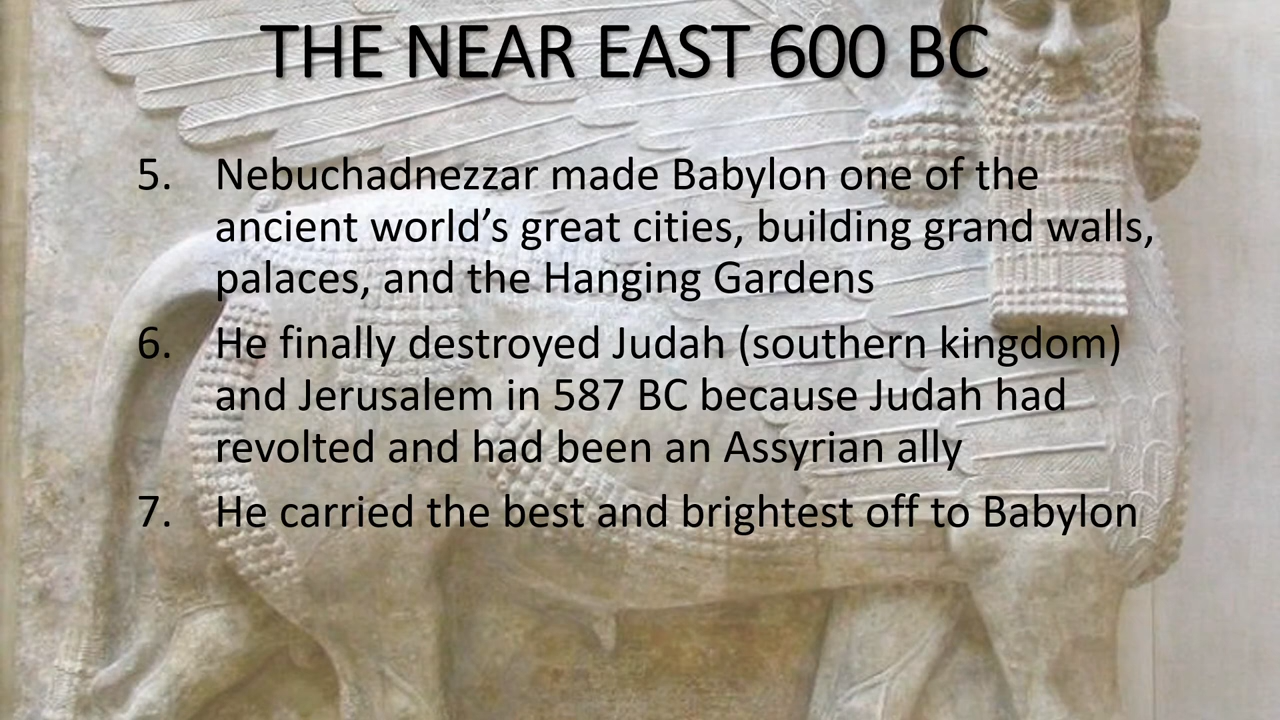 THE NEAR EAST 600 BC
5. Nebuchadnezzar made Babylon one of the
ancient world’s great cities, building grand walls,
palaces, and the Hanging Gardens
6. He finally destroyed Judah (southern kingdom)
and Jerusalem in 587 BC because Judah had
revolted and had been an Assyrian ally
7. He carried the best and brightest off to Babylon